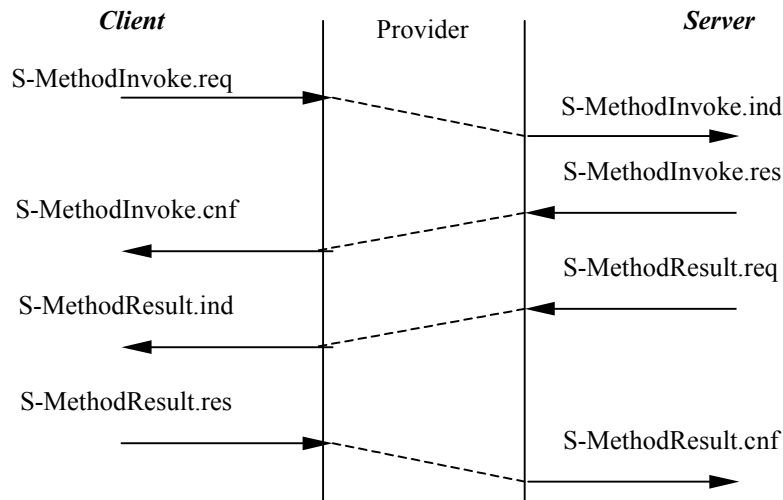 Client
Provider
Server
S-MethodInvoke.req
S-MethodInvoke.ind
S-MethodInvoke.res
S-MethodInvoke.cnf
S-MethodResult.req
S-MethodResult.ind
S-MethodResult.res
S-MethodResult.cnf